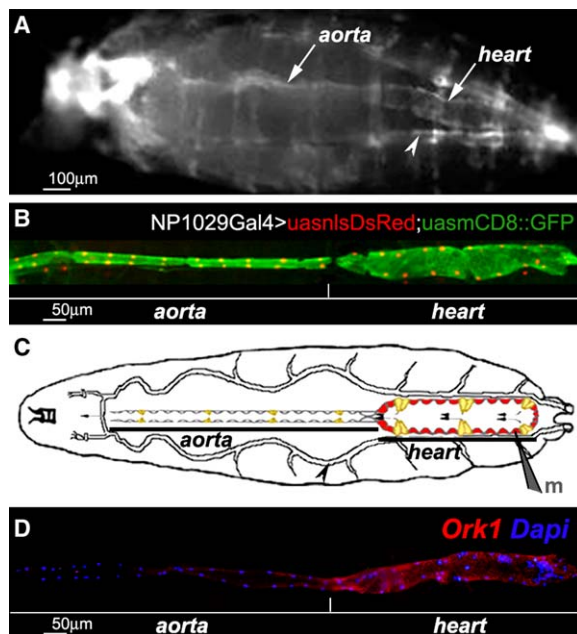 A
aorta
heart
100μm
B
NP1029Gal4>uasnlsDsRed;uasmCD8::GFP
50μm
aorta
heart
C
aorta
heart
m
D
Ork1 Dapi
50μm
aorta
heart